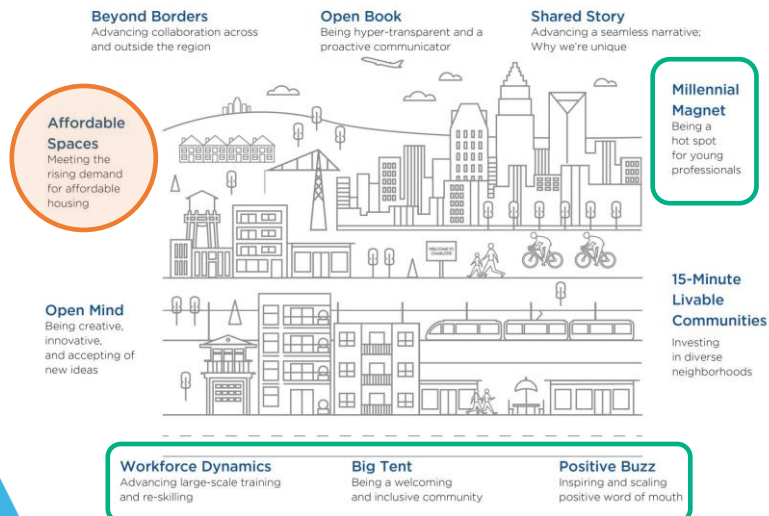 Beyond Borders
Advancing collaboration across
and outside the region
Open Book
Being hyper-transparent and a
proactive communicator
Shared Story
Advancing a seamless narrative;
Why we're unique
Affordable
Spaces
Meeting the
rising demand
for affordable
housing
Millennial
Magnet
Being a
hot spot
for young
professionals
WELCOME TO
CHARLOTTE
Open Mind
Being creative,
innovative,
and accepting of
new ideas
15-Minute
Livable
Communities
Investing
in diverse
neighborhoods
Workforce Dynamics
Advancing large-scale training
and re-skilling
Big Tent
Being a welcoming
and inclusive community
Positive Buzz
Inspiring and scaling
positive word of mouth